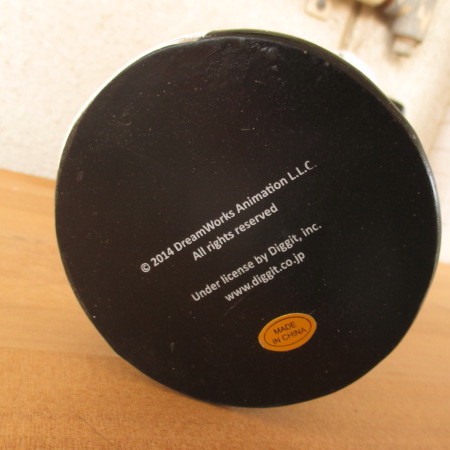 © 2014 DreamWorks Animation L.L.C.
All rights reserved
Under license by Diggit, inc.
www.diggit.co.jp
MADE
IN CHINA